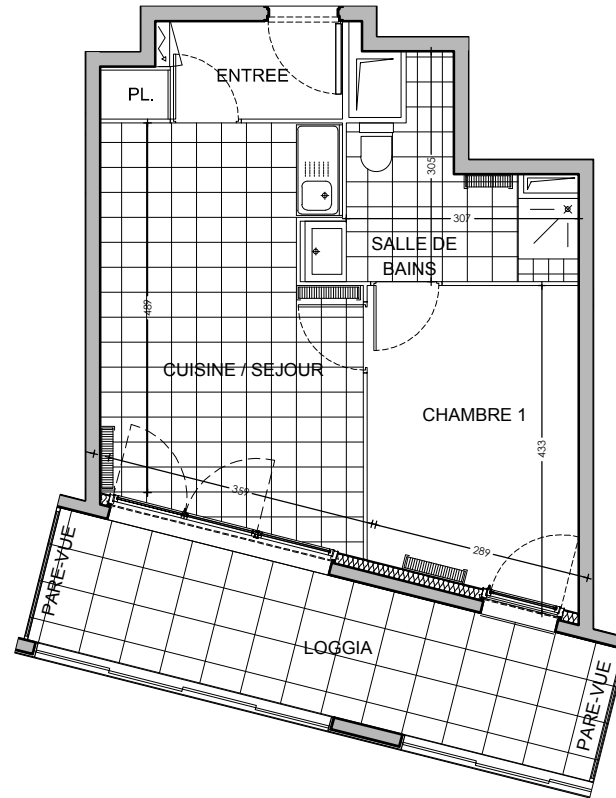 ENTREE
PL.
305
307
SALLE DE
BAINS
489
CUISINE / SEJOUR
CHAMBRE 1
433
359
289
PARE-VUE
LOGGIA
PARE-VUE